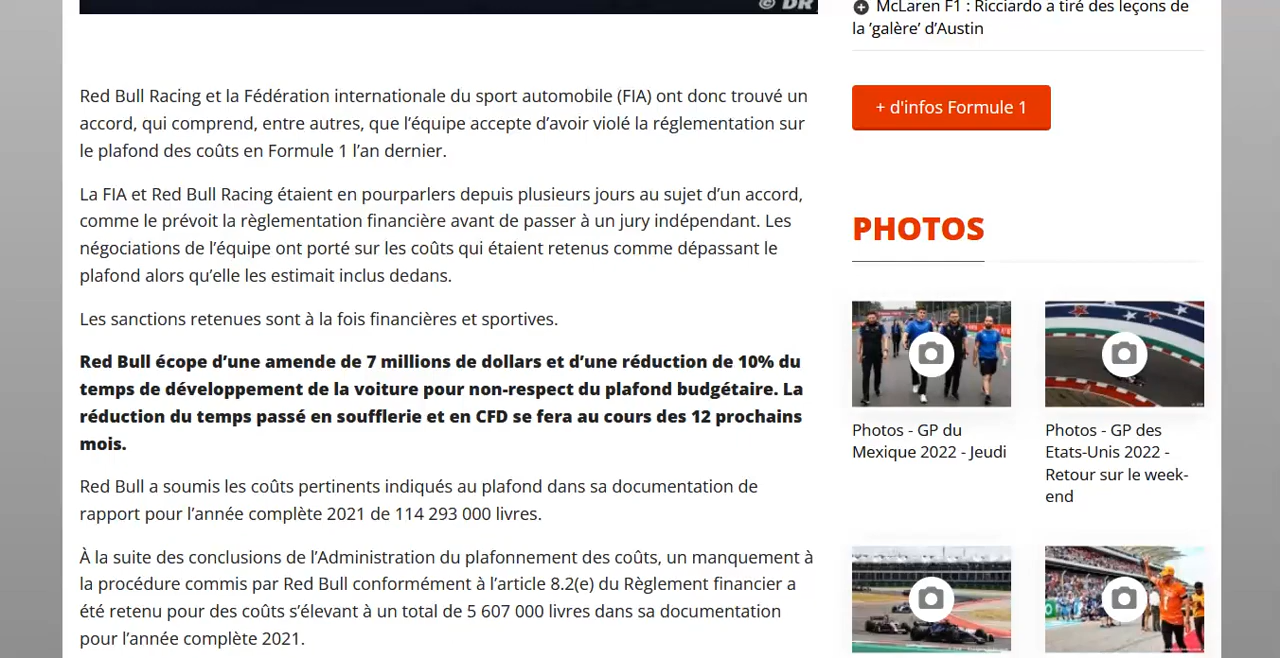 © DR
Red Bull Racing et la Fédération internationale du sport automobile (FIA) ont donc trouvé un
accord, qui comprend, entre autres, que l’équipe accepte d’avoir violé la réglementation sur
le plafond des coûts en Formule 1 l’an dernier.
La FIA et Red Bull Racing étaient en pourparlers depuis plusieurs jours au sujet d’un accord,
comme le prévoit la règlementation financière avant de passer à un jury indépendant. Les
négociations de l’équipe ont porté sur les coûts qui étaient retenus comme dépassant le
plafond alors qu’elle les estimait inclus dedans.
Les sanctions retenues sont à la fois financières et sportives.
Red Bull écope d’une amende de 7 millions de dollars et d’une réduction de 10% du
temps de développement de la voiture pour non-respect du plafond budgétaire. La
réduction du temps passé en soufflerie et en CFD se fera au cours des 12 prochains
mois.
Red Bull a soumis les coûts pertinents indiqués au plafond dans sa documentation de
rapport pour l’année complète 2021 de 114 293 000 livres.
À la suite des conclusions de l’Administration du plafonnement des coûts, un manquement à
la procédure commis par Red Bull conformément à l’article 8.2(e) du Règlement financier a
été retenu pour des coûts s’élevant à un total de 5 607 000 livres dans sa documentation
pour l’année complète 2021.
McLaren F1 : Ricciardo a tiré des leçons de
la ’galère’ d’Austin
+ d'infos Formule 1
PHOTOS
Photos - GP du
Mexique 2022 - Jeudi
Photos - GP des
Etats-Unis 2022 -
Retour sur le week-
end